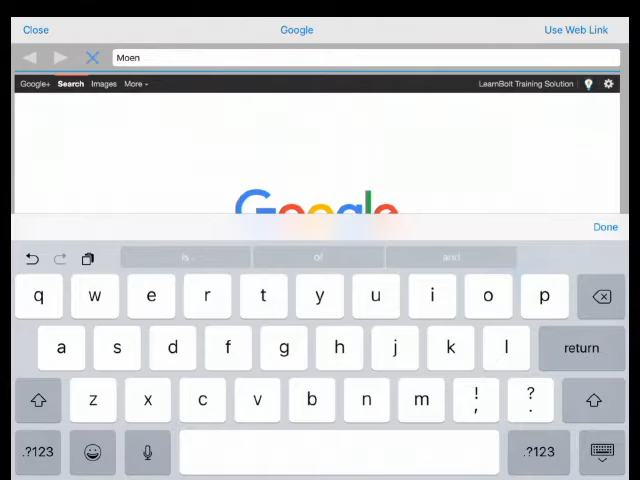 Close Google Use Web Link
Moen
Google+ Search Images More LearnBolt Training Solution
Google
Done
is of and
q w e r t y u i o p
a s d f g h j k l return
z x c v b n m ! , ? .
.?123 .?123